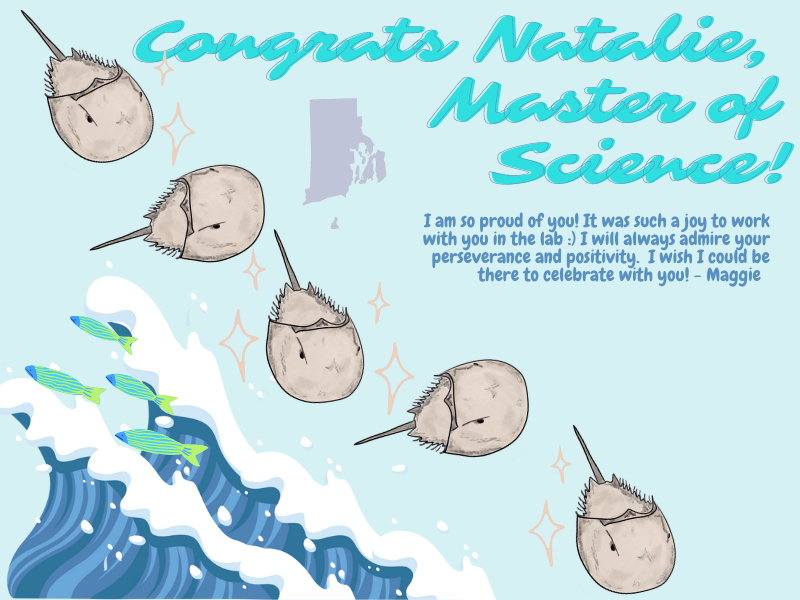 Congrats Natalie,
Master of
Science!
I am so proud of you! It was such a joy to work
with you in the lab :) I will always admire your
perseverance and positivity. I wish I could be
there to celebrate with you! - Maggie